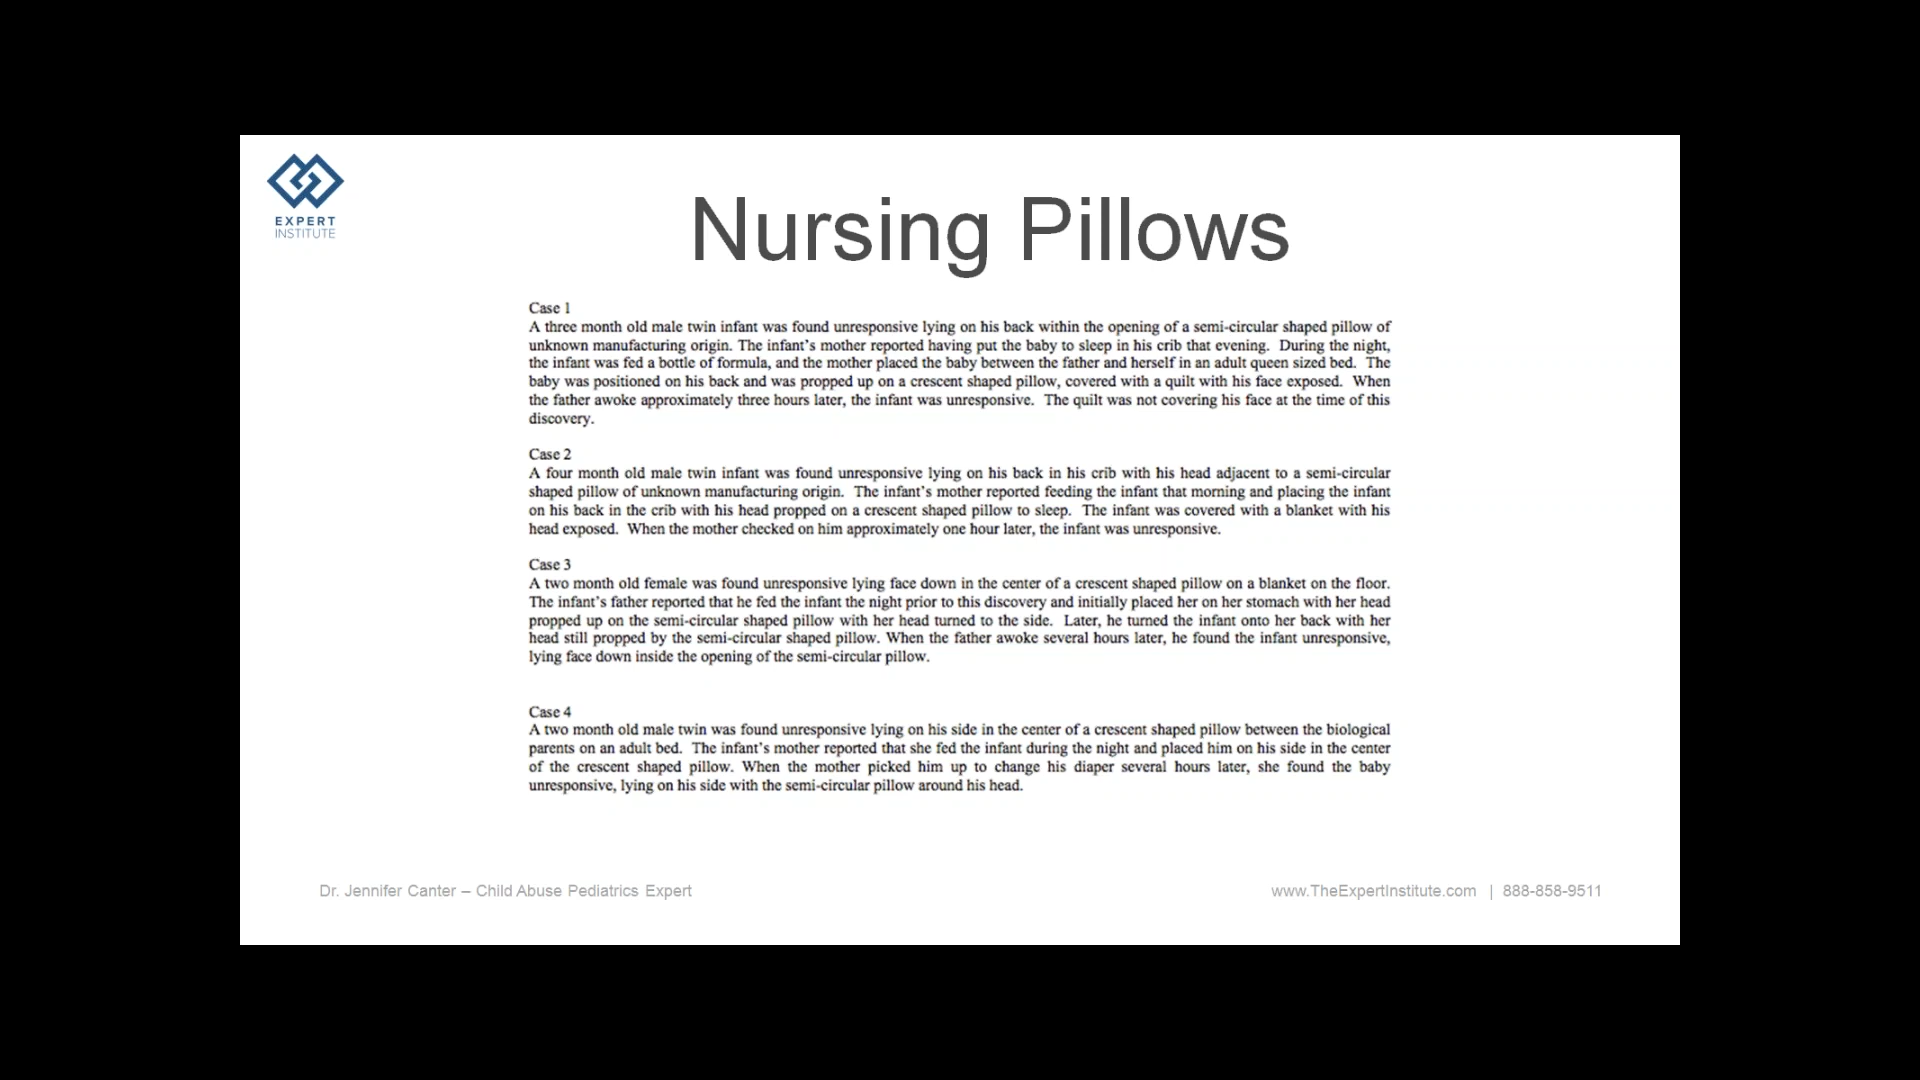 EXPERT
INSTITUTE
Nursing Pillows
Case 1
A three month old male twin infant was found unresponsive lying on his back within the opening of a semi-circular shaped pillow of
unknown manufacturing origin. The infant's mother reported having put the baby to sleep in his crib that evening. During the night,
the infant was fed a bottle of formula, and the mother placed the baby between the father and herself in an adult queen sized bed. The
baby was positioned on his back and was propped up on a crescent shaped pillow, covered with a quilt with his face exposed. When
the father awoke approximately three hours later, the infant was unresponsive. The quilt was not covering his face at the time of this
discovery.
Case 2
A four month old male twin infant was found unresponsive lying on his back in his crib with his head adjacent to a semi-circular
shaped pillow of unknown manufacturing origin. The infant's mother reported feeding the infant that morning and placing the infant
on his back in the crib with his head propped on a crescent shaped pillow to sleep. The infant was covered with a blanket with his
head exposed. When the mother checked on him approximately one hour later, the infant was unresponsive.
Case 3
A two month old female was found unresponsive lying face down in the center of a crescent shaped pillow on a blanket on the floor.
The infant's father reported that he fed the infant the night prior to this discovery and initially placed her on her stomach with her head
propped up on the semi-circular shaped pillow with her head turned to the side. Later, he turned the infant onto her back with her
head still propped by the semi-circular shaped pillow. When the father awoke several hours later, he found the infant unresponsive,
lying face down inside the opening of the semi-circular pillow.
Case 4
A two month old male twin was found unresponsive lying on his side in the center of a crescent shaped pillow between the biological
parents on an adult bed. The infant's mother reported that she fed the infant during the night and placed him on his side in the center
of the crescent shaped pillow. When the mother picked him up to change his diaper several hours later, she found the baby
unresponsive, lying on his side with the semi-circular pillow around his head.
Dr. Jennifer Canter – Child Abuse Pediatrics Expert
www.TheExpertInstitute.com | 888-858-9511